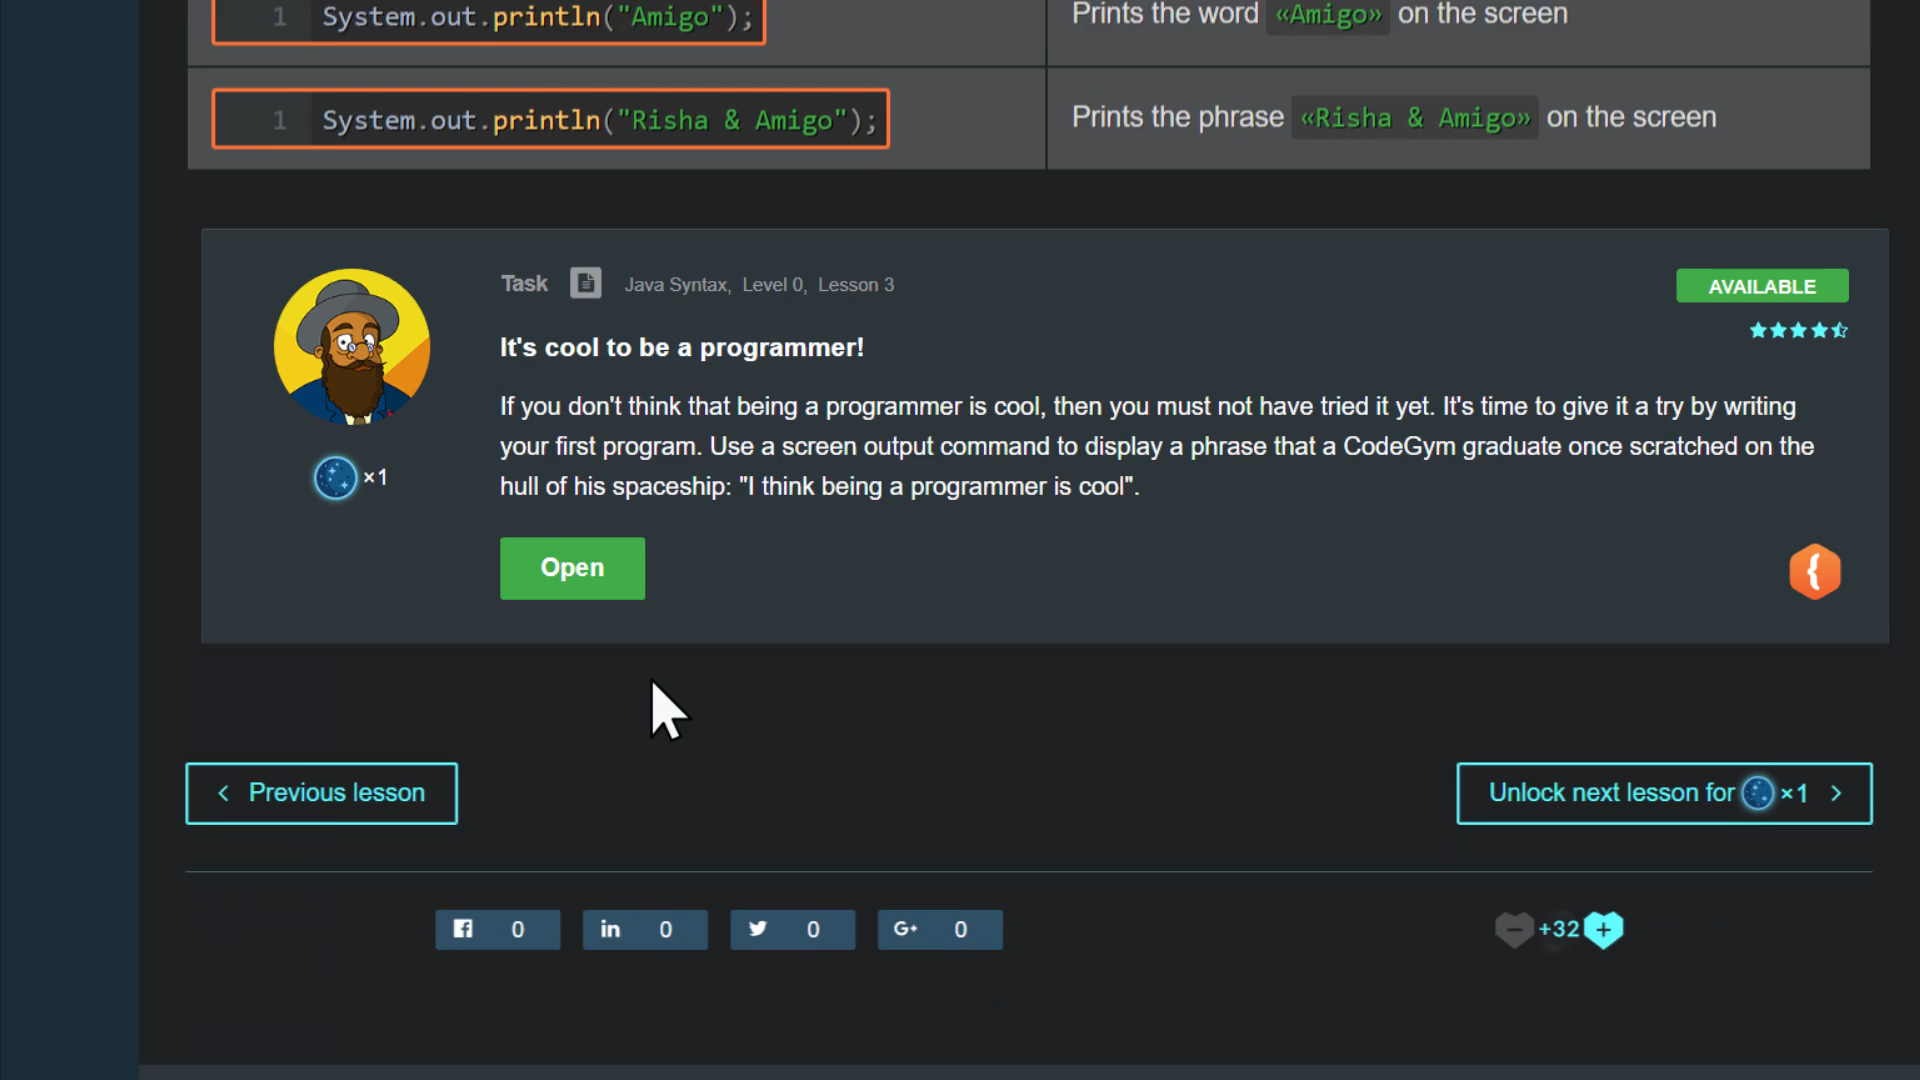 1 System.out.println("Amigo"); Prints the word «Amigo» on the screen
1 System.out.println("Risha & Amigo"); Prints the phrase «Risha & Amigo» on the screen
Task Java Syntax, Level 0, Lesson 3 AVAILABLE
It's cool to be a programmer!
If you don't think that being a programmer is cool, then you must not have tried it yet. It's time to give it a try by writing
your first program. Use a screen output command to display a phrase that a CodeGym graduate once scratched on the
hull of his spaceship: "I think being a programmer is cool".
×1
Open
Previous lesson
Unlock next lesson for ×1
0 in 0 0 G+ 0
+32